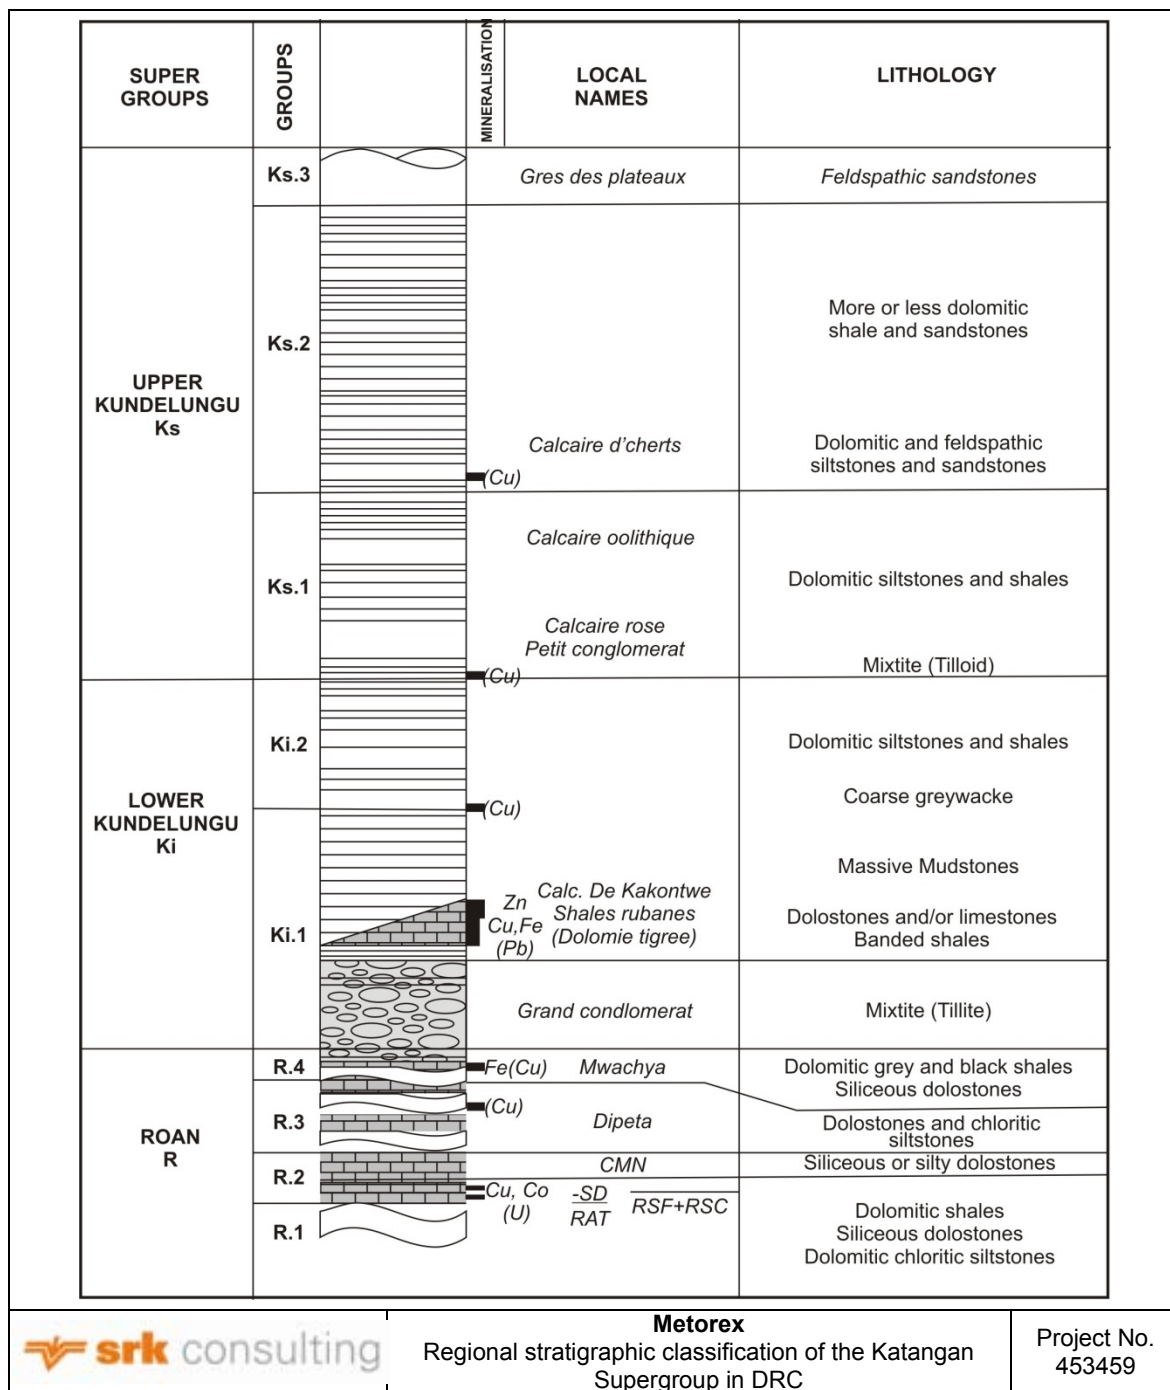 SUPER
GROUPS
GROUPS
MINERALISATION
LOCAL
NAMES
LITHOLOGY
UPPER
KUNDELUNGU
Ks
Ks.3
Gres des plateaux
Feldspathic sandstones
Ks.2
More or less dolomitic
shale and sandstones
Calcaire d'cherts
Dolomitic and feldspathic
siltstones and sandstones
(Cu)
Ks.1
Calcaire oolithique
Dolomitic siltstones and shales
Calcaire rose
Petit conglomerat
Mixtite (Tilloid)
(Cu)
LOWER
KUNDELUNGU
Ki
Ki.2
Dolomitic siltstones and shales
Coarse greywacke
(Cu)
Ki.1
Massive Mudstones
Zn
Cu,Fe
(Pb)
Calc. De Kakontwe
Shales rubanes
(Dolomie tigree)
Dolostones and/or limestones
Banded shales
Grand condlomerat
Mixtite (Tillite)
ROAN
R
R.4
Fe(Cu)
Mwachya
Dolomitic grey and black shales
Siliceous dolostones
R.3
(Cu)
Dipeta
Dolostones and chloritic
siltstones
R.2
CMN
Siliceous or silty dolostones
Cu, Co
(U)
-SD
RAT
RSF+RSC
R.1
Dolomitic shales
Siliceous dolostones
Dolomitic chloritic siltstones
srk consulting
Metorex
Regional stratigraphic classification of the Katangan
Supergroup in DRC
Project No.
453459